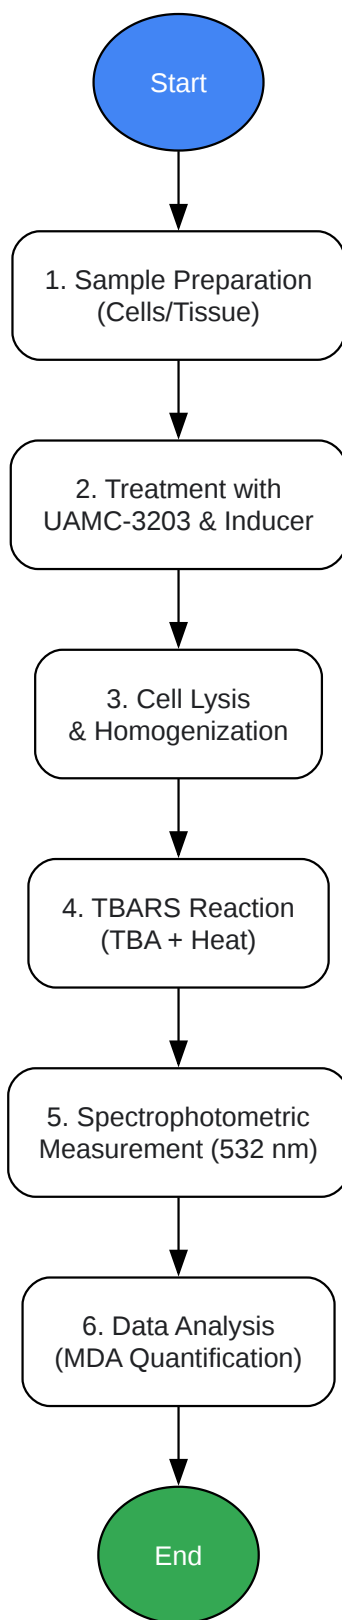 Start
1. Sample Preparation
(Cells/Tissue)
2. Treatment with
UAMC-3203 & Inducer
3. Cell Lysis
& Homogenization
4. TBARS Reaction
(TBA + Heat)
5. Spectrophotometric
Measurement (532 nm)
6. Data Analysis
(MDA Quantification)
End